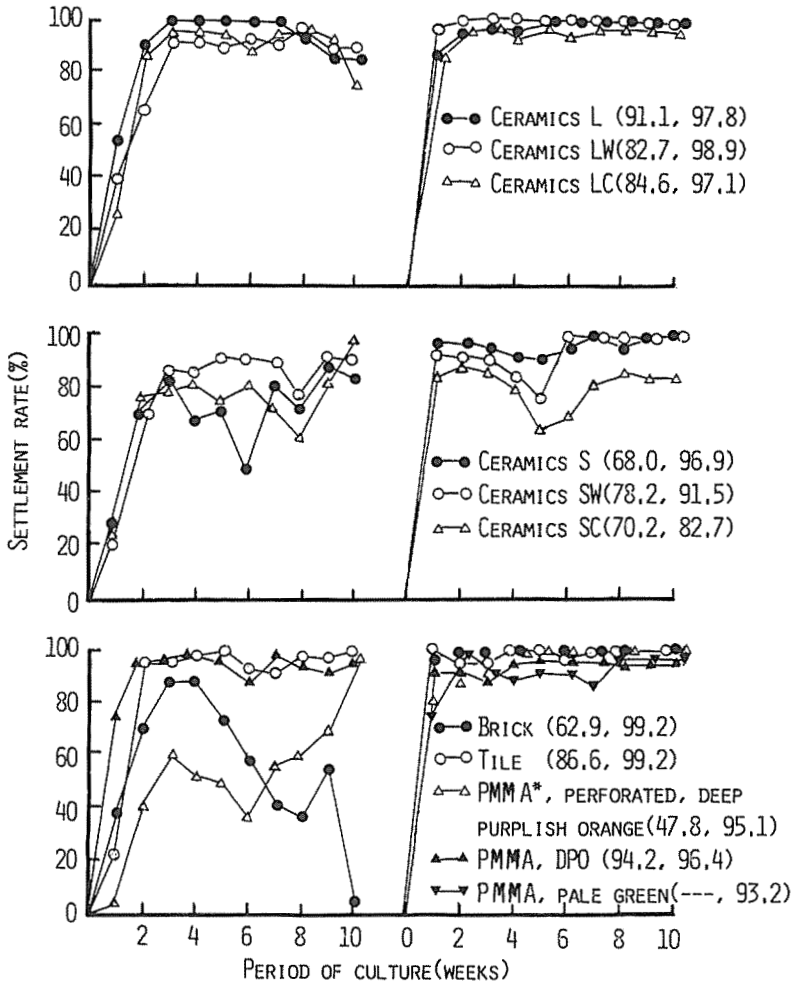 100
80
60
40
20
0
CERAMICS L (91.1, 97.8)
CERAMICS LW(82.7, 98.9)
CERAMICS LC(84.6, 97.1)
100
80
60
40
20
0
CERAMICS S (68.0, 96.9)
CERAMICS SW(78.2, 91.5)
CERAMICS SC(70.2, 82.7)
SETTLEMENT RATE(%)
100
80
60
40
20
0
BRICK (62.9, 99.2)
TILE (86.6, 99.2)
PMMA*, PERFORATED, DEEP
PURPLISH ORANGE(47.8, 95.1)
PMMA, DPO (94.2, 96.4)
PMMA, PALE GREEN(---, 93.2)
2 4 6 8 10 0 2 4 6 8 10
PERIOD OF CULTURE(WEEKS)